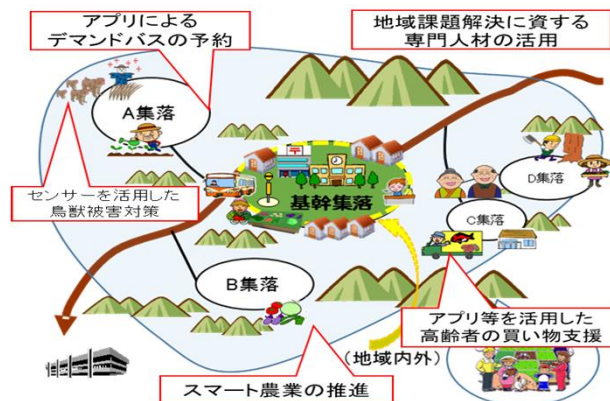 アプリによる
デマンドバスの予約
地域課題解決に資する
専門人材の活用
A集落
センサーを活用した
鳥獣被害対策
〒
基幹集落
D集落
C集落
B集落
アプリ等を活用した
高齢者の買い物支援
(地域内外)
スマート農業の推進